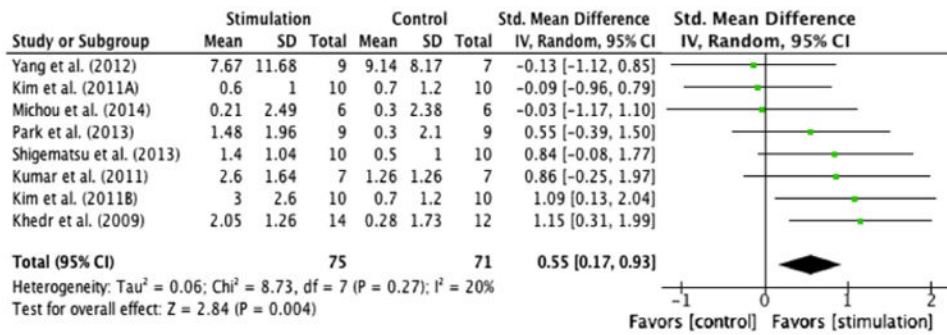 Stimulation Control Std. Mean Difference Std. Mean Difference
Study or Subgroup Mean SD Total Mean SD Total IV, Random, 95% CI IV, Random, 95% CI
Yang et al. (2012) 7.67 11.68 9 9.14 8.17 7 -0.13 [-1.12, 0.85]
Kim et al. (2011A) 0.6 1 10 0.7 1.2 10 -0.09 [-0.96, 0.79]
Michou et al. (2014) 0.21 2.49 6 0.3 2.38 6 -0.03 [-1.17, 1.10]
Park et al. (2013) 1.48 1.96 9 0.3 2.1 9 0.55 [-0.39, 1.50]
Shigematsu et al. (2013) 1.4 1.04 10 0.5 1 10 0.84 [-0.08, 1.77]
Kumar et al. (2011) 2.6 1.64 7 1.26 1.26 7 0.86 [-0.25, 1.97]
Kim et al. (2011B) 3 2.6 10 0.7 1.2 10 1.09 [0.13, 2.04]
Khedr et al. (2009) 2.05 1.26 14 0.28 1.73 12 1.15 [0.31, 1.99]
Total (95% CI) 75 71 0.55 [0.17, 0.93]
Heterogeneity: Tau² = 0.06; Chi² = 8.73, df = 7 (P = 0.27); I² = 20%
Test for overall effect: Z = 2.84 (P = 0.004)
-1 0 1 2
Favors [control] Favors [stimulation]